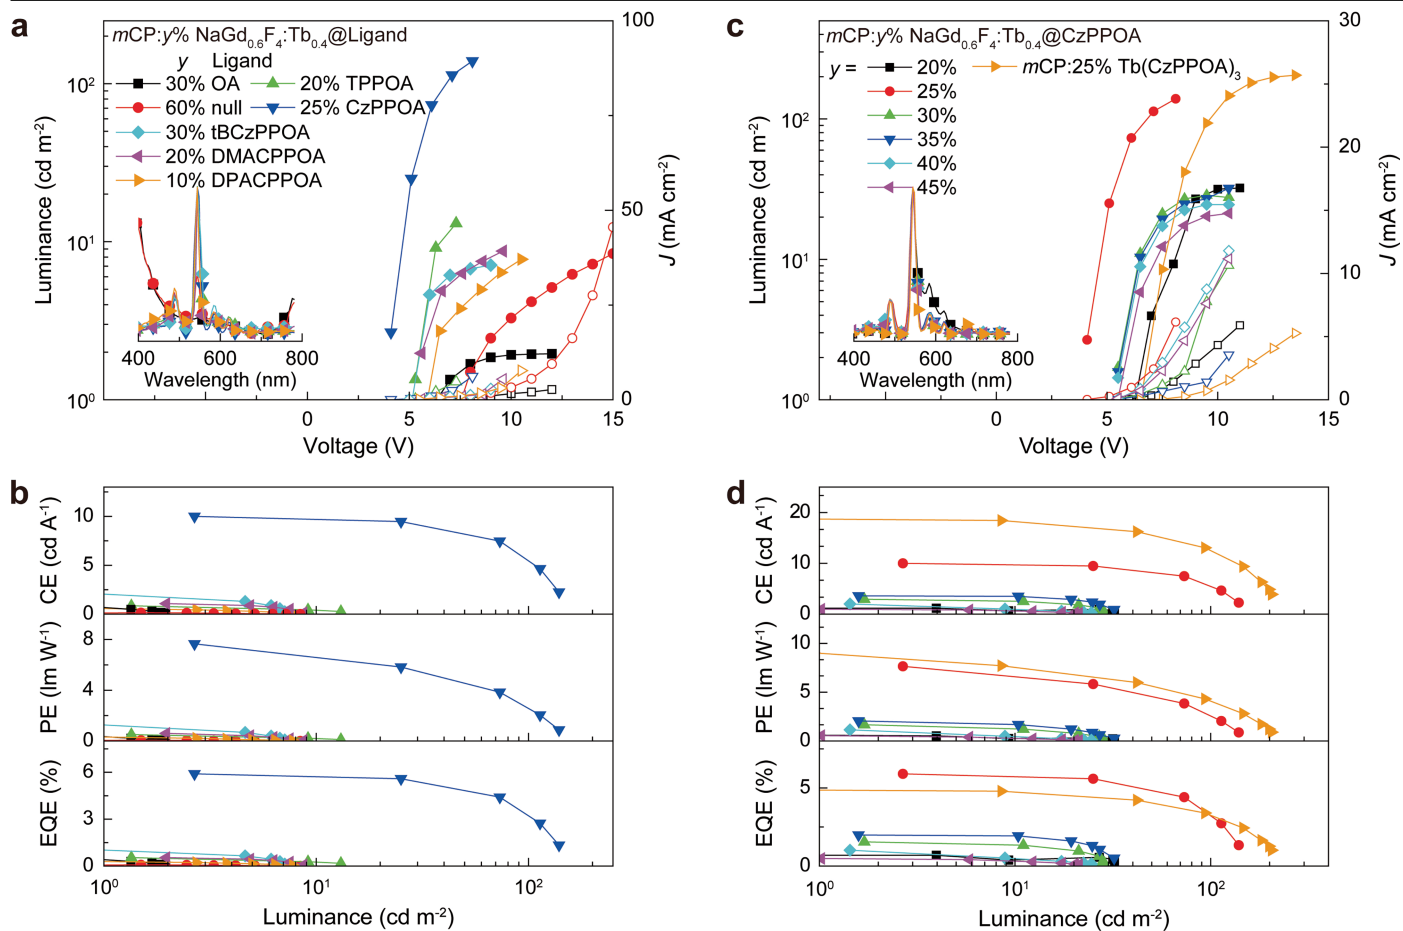 a
mCP:y% NaGd0.6F4:Tb0.4@Ligand
y Ligand
30% OA
20% TPPOA
60% null
25% CzPPOA
30% tBCzPPOA
20% DMACPPOA
10% DPACPPOA
Luminance (cd m-2)
10²
10¹
10⁰
100
50
0
J (mA cm-2)
400 500 600 700 800
Wavelength (nm)
0 5 10 15
Voltage (V)
c
mCP:y% NaGd0.6F4:Tb0.4@CzPPOA
y =
20%
mCP:25% Tb(CzPPOA)3
25%
30%
35%
40%
45%
Luminance (cd m-2)
10²
10¹
10⁰
30
20
10
0
J (mA cm-2)
400 500 600 700 800
Wavelength (nm)
0 5 10 15
Voltage (V)
b
CE (cd A-1)
10
5
0
PE (lm W-1)
8
4
0
EQE (%)
6
3
0
10⁰ 10¹ 10²
Luminance (cd m-2)
d
CE (cd A-1)
20
10
0
PE (lm W-1)
10
5
0
EQE (%)
5
0
10⁰ 10¹ 10²
Luminance (cd m-2)